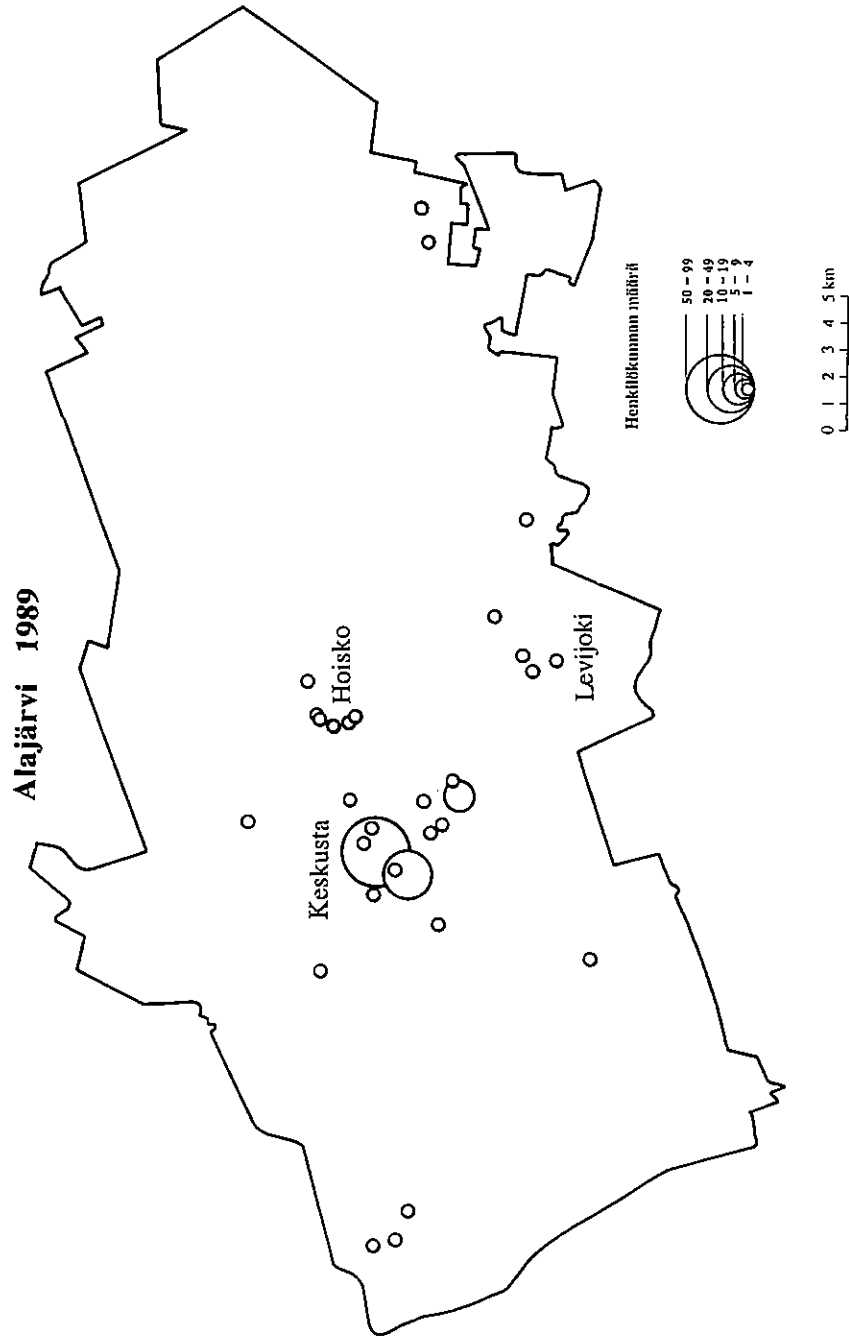 Alajärvi 1989
Keskusta
Hoisko
Levijoki
Henkilökunnan määrä
50 – 99
20 – 49
10 – 19
5 – 9
1 – 4
0 1 2 3 4 5 km